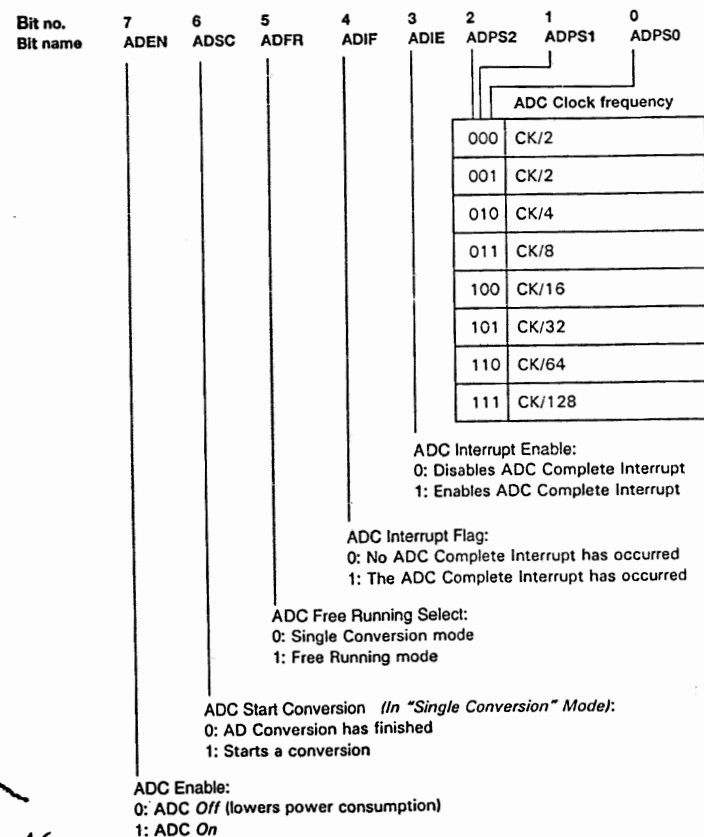 Bit no. 7 6 5 4 3 2 1 0
Bit name ADEN ADSC ADFR ADIF ADIE ADPS2 ADPS1 ADPS0
ADC Clock frequency
000 CK/2
001 CK/2
010 CK/4
011 CK/8
100 CK/16
101 CK/32
110 CK/64
111 CK/128
ADC Interrupt Enable:
0: Disables ADC Complete Interrupt
1: Enables ADC Complete Interrupt
ADC Interrupt Flag:
0: No ADC Complete Interrupt has occurred
1: The ADC Complete Interrupt has occurred
ADC Free Running Select:
0: Single Conversion mode
1: Free Running mode
ADC Start Conversion (In "Single Conversion" Mode):
0: AD Conversion has finished
1: Starts a conversion
ADC Enable:
0: ADC Off (lowers power consumption)
1: ADC On